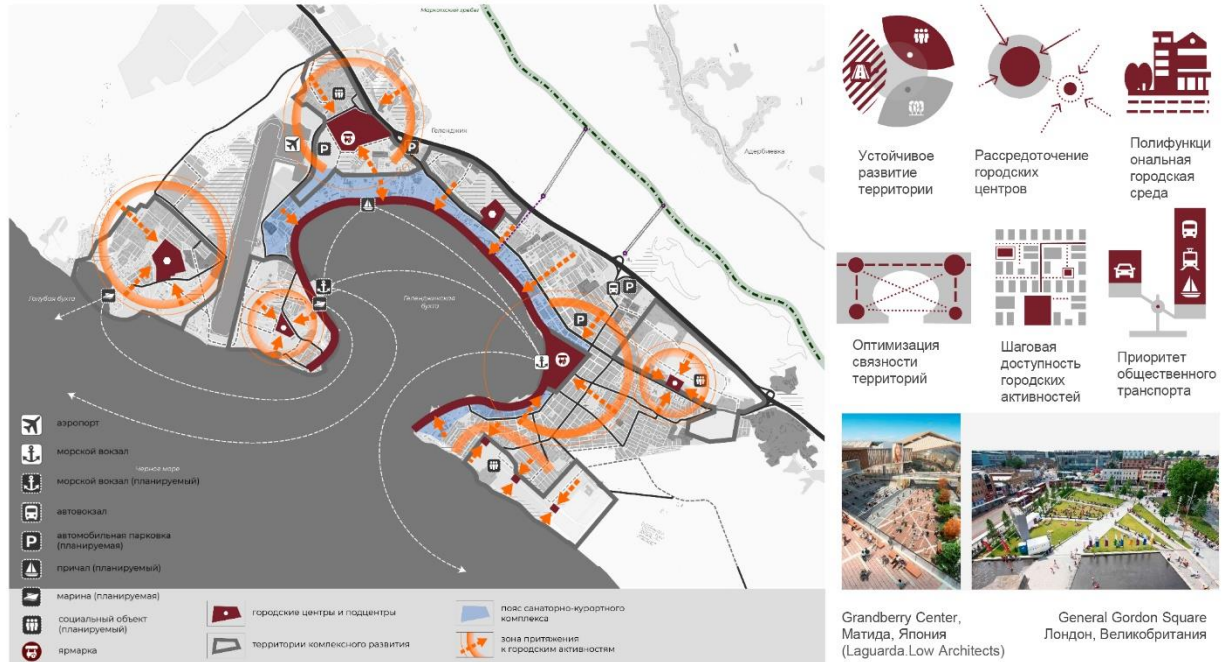 Маркотхский хребет
Геленджик
Адербиевка
Голубая бухта
Геленджикская
бухта
Черное море
P
P
P
P
аэропорт
морской вокзал
морской вокзал (планируемый)
автовокзал
P
автомобильная парковка
(планируемая)
причал (планируемый)
марина (планируемая)
социальный объект
(планируемый)
ярмарка
городские центры и подцентры
территории комплексного развития
пояс санаторно-курортного
комплекса
зона притяжения
к городским активностям
Устойчивое
развитие
территории
Рассредоточение
городских
центров
Полифункци
ональная
городская
среда
Оптимизация
связности
территорий
Шаговая
доступность
городских
активностей
Приоритет
общественного
транспорта
Grandberry Center,
Матида, Япония
(Laguarda.Low Architects)
General Gordon Square
Лондон, Великобритания